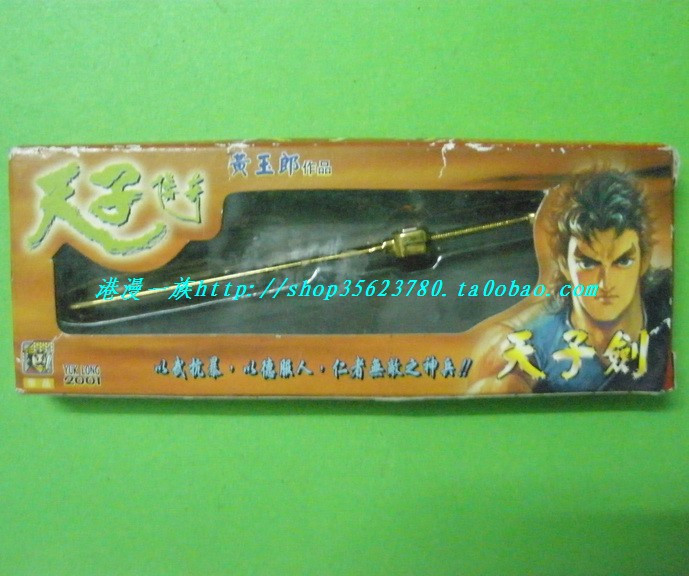 天子傳奇
黃玉郎作品
港漫一族http://shop35623780.ta0obao.com
以武抗暴，以德服人，仁者無敵之神兵!!
天子劍
YUK LONG
2001